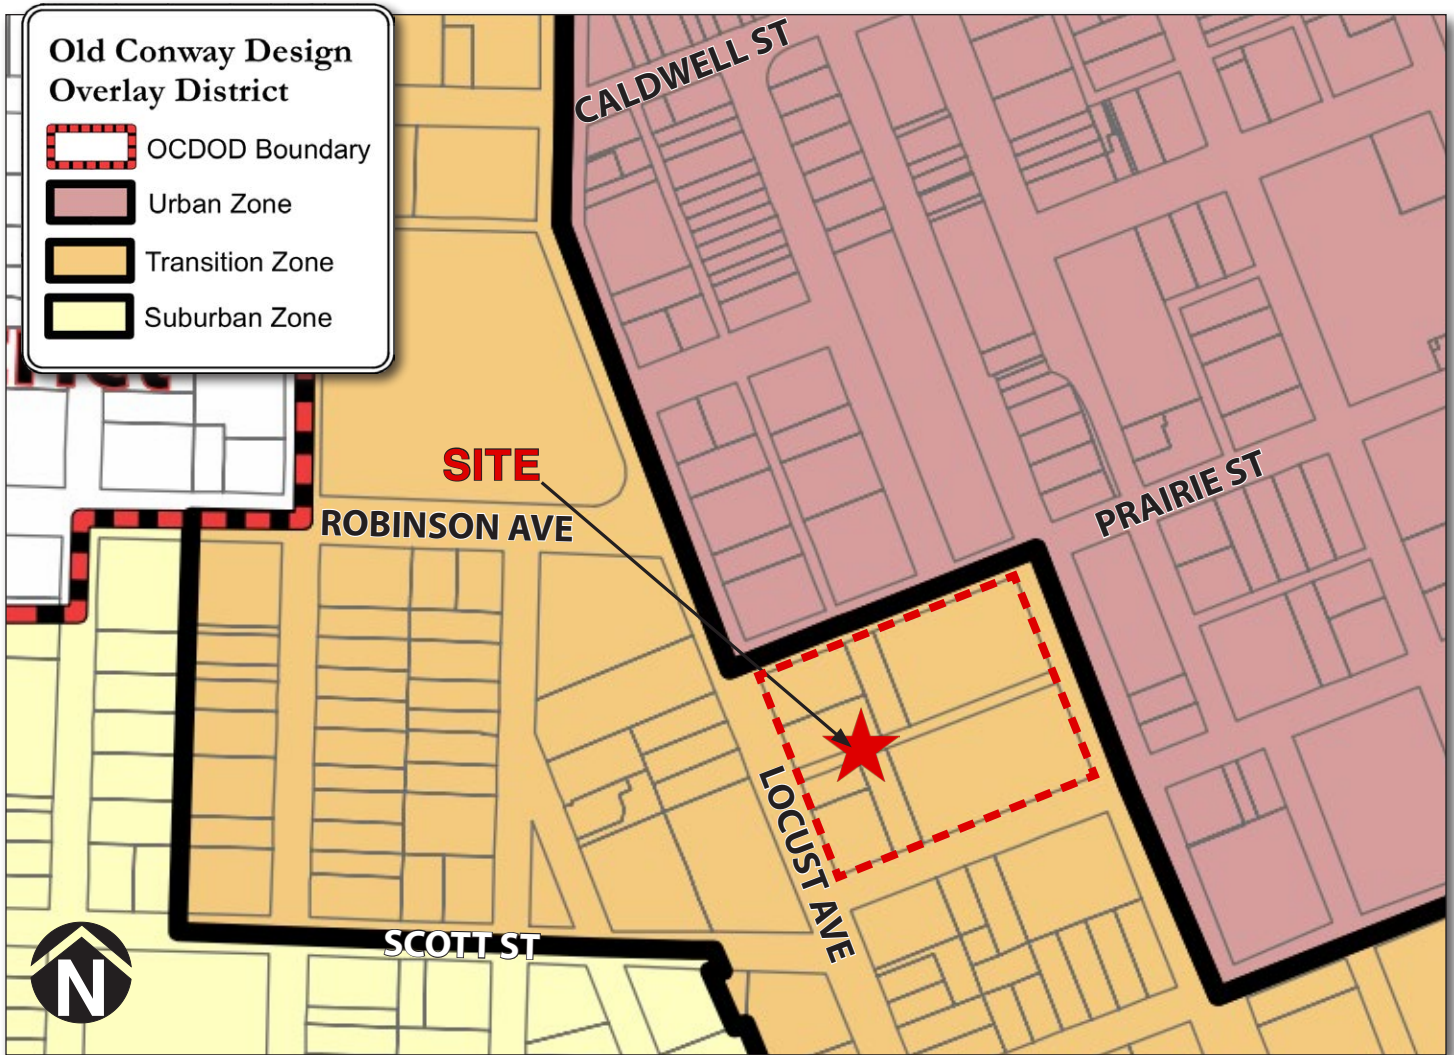 Old Conway Design
Overlay District
OCDOD Boundary
Urban Zone
Transition Zone
Suburban Zone
CALDWELL ST
SITE
ROBINSON AVE
PRAIRIE ST
LOCUST AVE
SCOTT ST
N